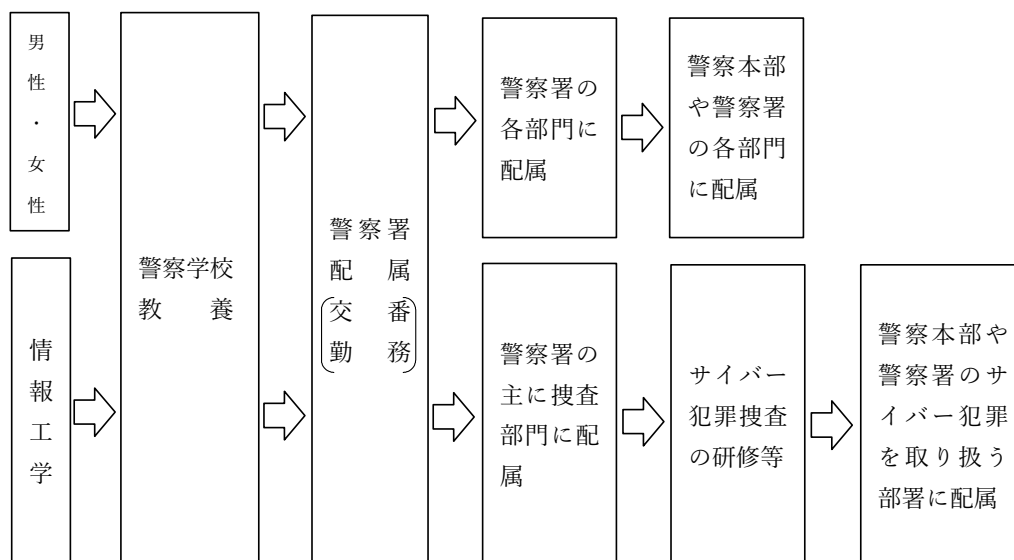 男性・女性
警察学校
教養
警察署
配属
(交番
勤務)
警察署の
各部門に
配属
警察本部
や警察署
の各部門
に配属
情報工学
警察署の
主に捜査
部門に配
属
サイバー
犯罪捜査
の研修等
警察本部や
警察署のサ
イバー犯罪
を取り扱う
部署に配属